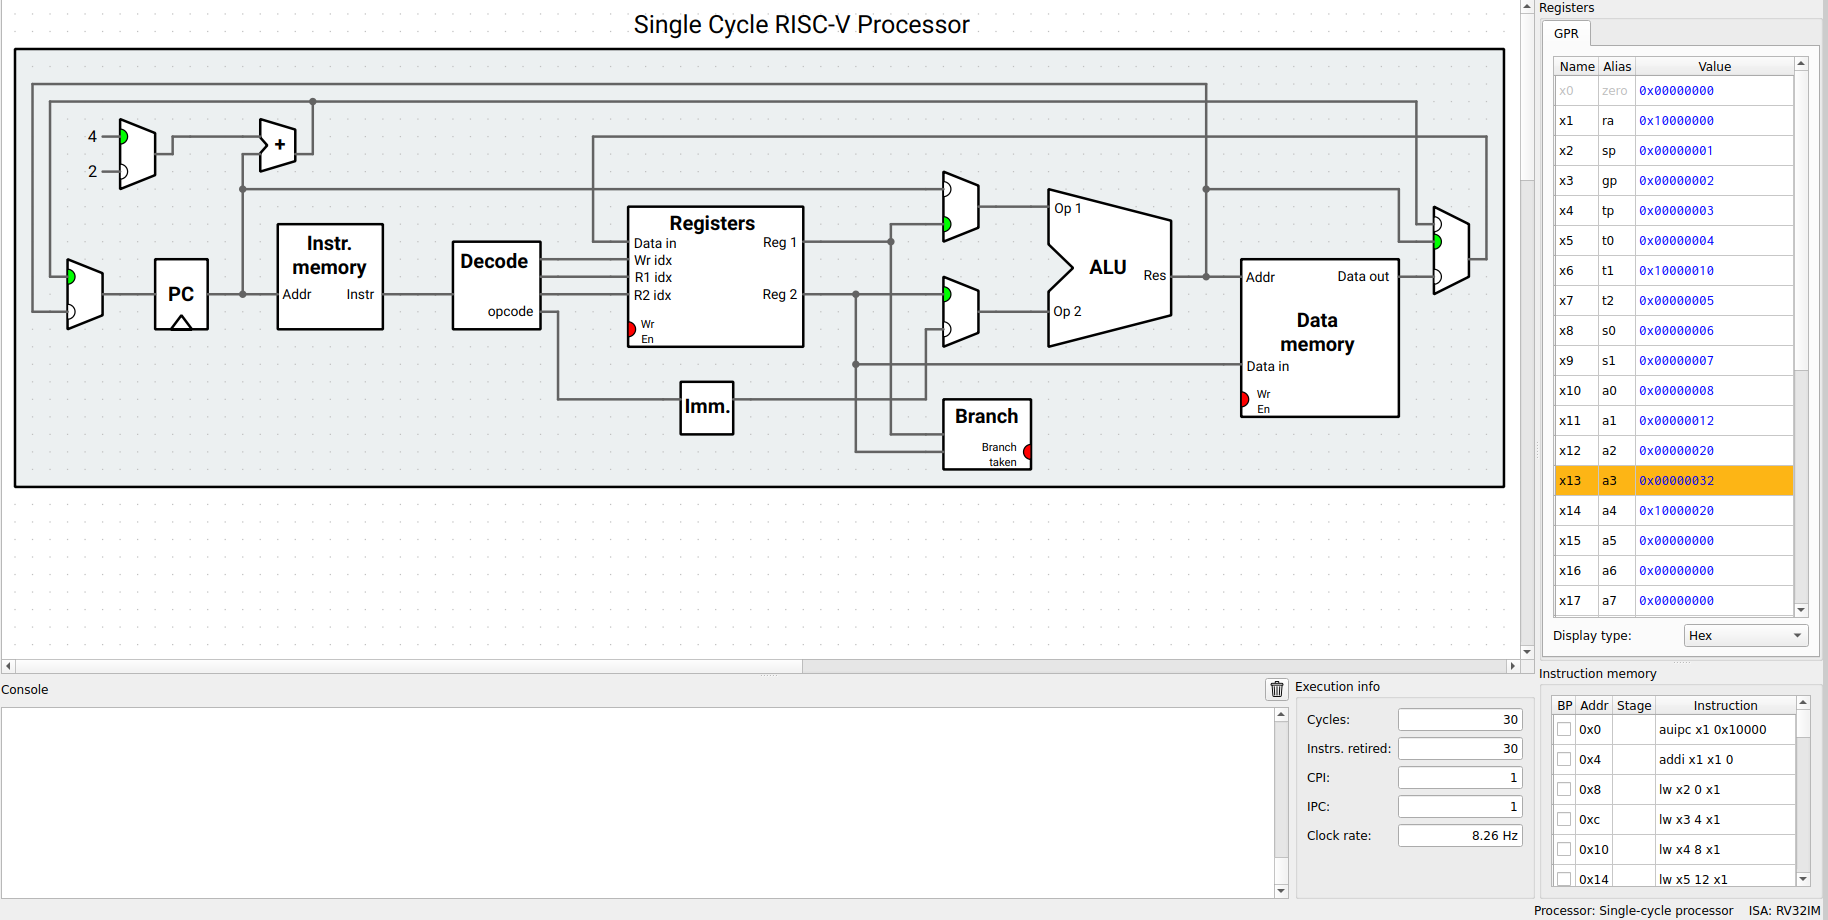 Single Cycle RISC-V Processor
4
2
+
PC
Instr.
memory
Addr
Instr
Decode
opcode
Registers
Data in
Wr idx
R1 idx
R2 idx
Wr
En
Reg 1
Reg 2
Imm.
Op 1
Op 2
ALU
Res
Branch
Branch
taken
Addr
Data out
Data
memory
Data in
Wr
En
Registers
GPR
Name Alias Value
x0 zero 0x00000000
x1 ra 0x10000000
x2 sp 0x00000001
x3 gp 0x00000002
x4 tp 0x00000003
x5 t0 0x00000004
x6 t1 0x10000010
x7 t2 0x00000005
x8 s0 0x00000006
x9 s1 0x00000007
x10 a0 0x00000008
x11 a1 0x00000012
x12 a2 0x00000020
x13 a3 0x00000032
x14 a4 0x10000020
x15 a5 0x00000000
x16 a6 0x00000000
x17 a7 0x00000000
Display type: Hex
Console
Execution info
Cycles: 30
Instrs. retired: 30
CPI: 1
IPC: 1
Clock rate: 8.26 Hz
Instruction memory
BP Addr Stage Instruction
0x0 auipc x1 0x10000
0x4 addi x1 x1 0
0x8 lw x2 0 x1
0xc lw x3 4 x1
0x10 lw x4 8 x1
0x14 lw x5 12 x1
Processor: Single-cycle processor ISA: RV32IM